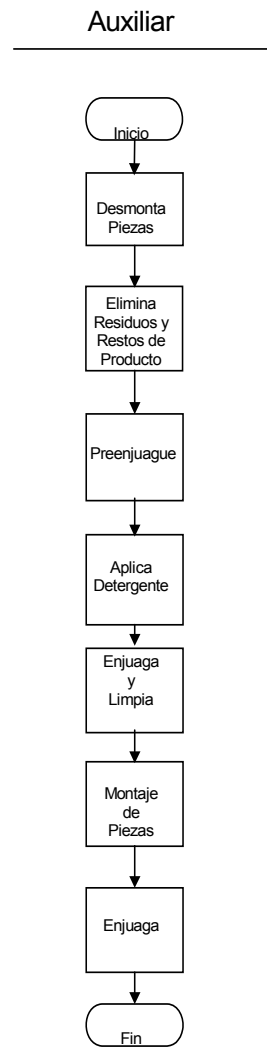 Auxiliar
Inicio
Desmonta
Piezas
Elimina
Residuos y
Restos de
Producto
Preenjuague
Aplica
Detergente
Enjuaga
y
Limpia
Montaje
de
Piezas
Enjuaga
Fin